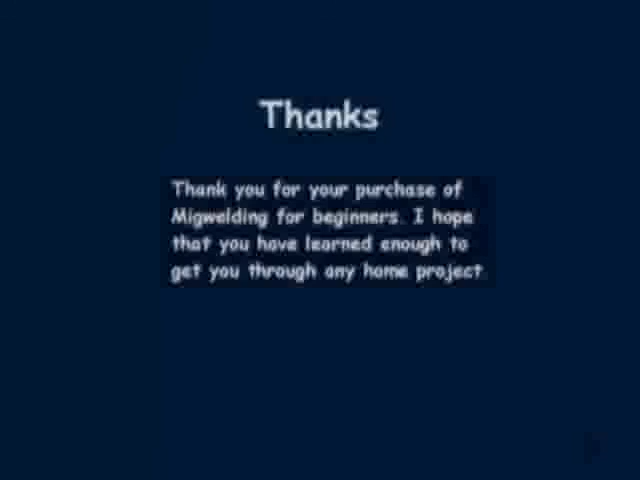 Thanks
Thank you for your purchase of
Migwelding for beginners. I hope
that you have learned enough to
get you through any home project